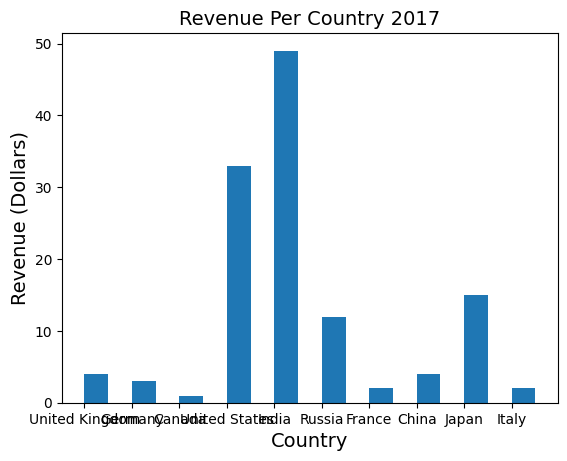 Revenue Per Country 2017
Revenue (Dollars)
50
40
30
20
10
0
United Kingdom Germany Canada United States India Russia France China Japan Italy
Country